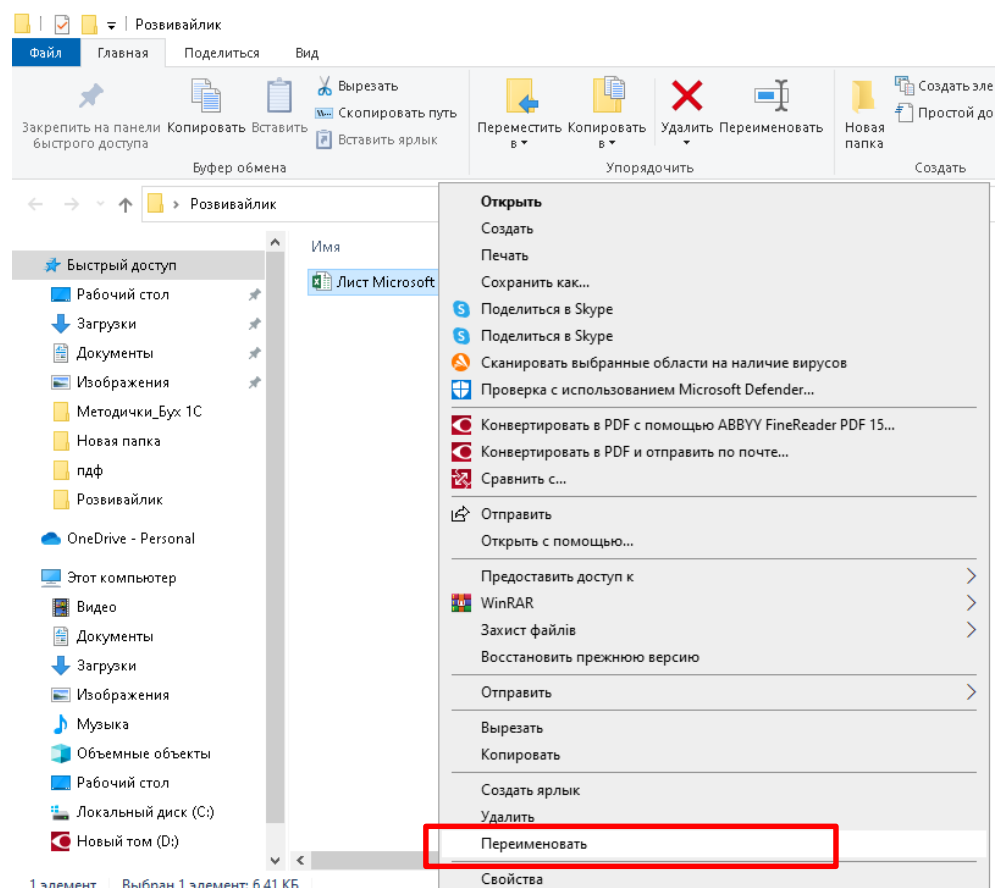 Розвивайлик
Файл Главная Поделиться Вид
Закрепить на панели быстрого доступа
Копировать
Вставить
Вырезать
Скопировать путь
Вставить ярлык
Буфер обмена
Переместить в
Копировать в
Удалить
Переименовать
Упорядочить
Новая папка
Создать эле
Простой до
Создать
Розвивайлик
Быстрый доступ
Рабочий стол
Загрузки
Документы
Изображения
Методички_Бух 1С
Новая папка
пдф
Розвивайлик
OneDrive - Personal
Этот компьютер
Видео
Документы
Загрузки
Изображения
Музыка
Объемные объекты
Рабочий стол
Локальный диск (C:)
Новый том (D:)
Имя
Лист Microsoft
Открыть
Создать
Печать
Сохранить как...
Поделиться в Skype
Поделиться в Skype
Сканировать выбранные области на наличие вирусов
Проверка с использованием Microsoft Defender...
Конвертировать в PDF с помощью ABBYY FineReader PDF 15...
Конвертировать в PDF и отправить по почте...
Сравнить с...
Отправить
Открыть с помощью...
Предоставить доступ к
WinRAR
Захист файлів
Восстановить прежнюю версию
Отправить
Вырезать
Копировать
Создать ярлык
Удалить
Переименовать
Свойства
1 элемент Выбран 1 элемент: 6,41 КБ